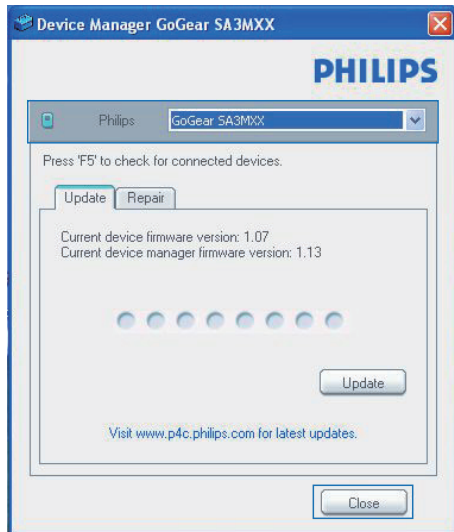 Device Manager GoGear SA3MXX
PHILIPS
Philips GoGear SA3MXX
Press 'F5' to check for connected devices.
Update Repair
Current device firmware version: 1.07
Current device manager firmware version: 1.13
Update
Visit www.p4c.philips.com for latest updates.
Close